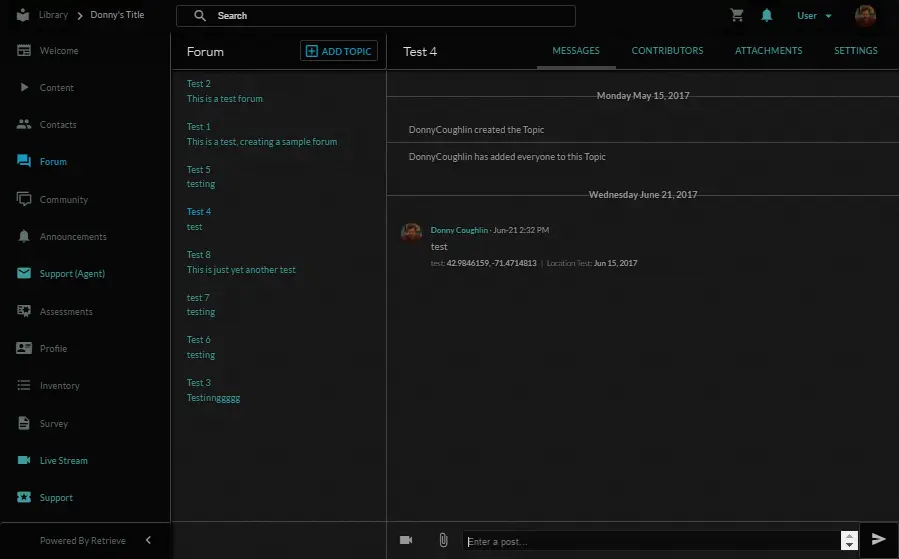 Library > Donny's Title
Search
User
Welcome
Content
Contacts
Forum
Community
Announcements
Support (Agent)
Assessments
Profile
Inventory
Survey
Live Stream
Support
Powered By Retrieve
Forum
ADD TOPIC
Test 2
This is a test forum
Test 1
This is a test, creating a sample forum
Test 5
testing
Test 4
test
Test 8
This is just yet another test
test 7
testing
Test 6
testing
Test 3
Testinnggggg
Test 4
MESSAGES CONTRIBUTORS ATTACHMENTS SETTINGS
Monday May 15, 2017
DonnyCoughlin created the Topic
DonnyCoughlin has added everyone to this Topic
Wednesday June 21, 2017
Donny Coughlin - Jun-21 2:32 PM
test
test: 42.9846159, -71.4714813 | Location Test: Jun 15, 2017
Enter a post...